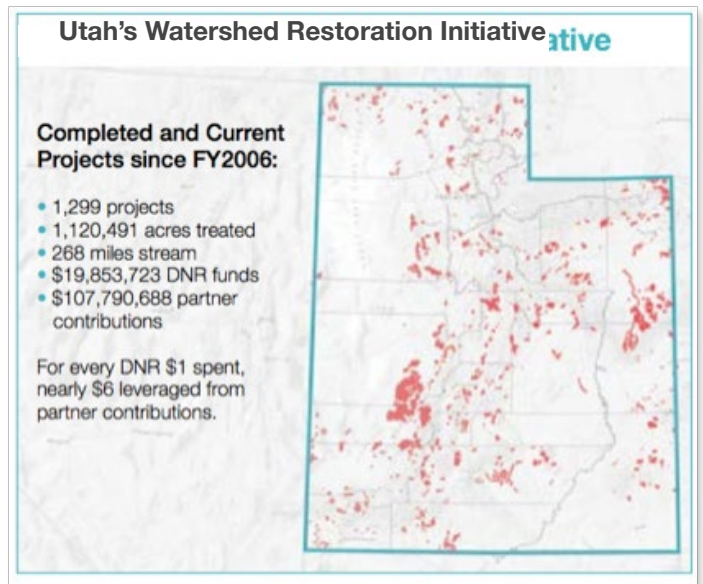 Utah's Watershed Restoration Initiative
ative
Completed and Current
Projects since FY2006:
• 1,299 projects
• 1,120,491 acres treated
• 268 miles stream
• $19,853,723 DNR funds
• $107,790,688 partner
contributions
For every DNR $1 spent,
nearly $6 leveraged from
partner contributions.